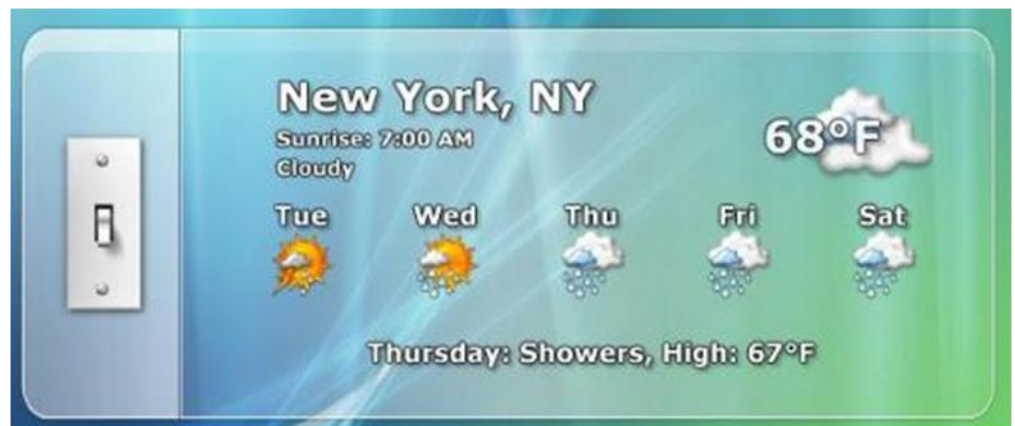 New York, NY
68°F
Sunrise: 7:00 AM
Cloudy
Tue Wed Thu Fri Sat
Thursday: Showers, High: 67°F